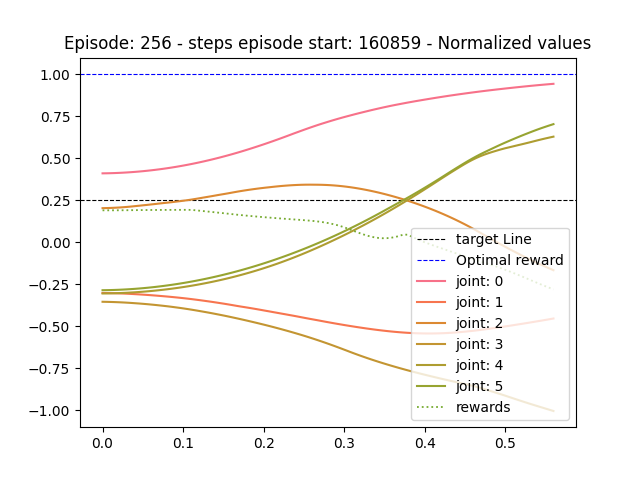 Episode: 256 - steps episode start: 160859 - Normalized values
1.00
0.75
0.50
0.25
0.00
−0.25
−0.50
−0.75
−1.00
target Line
Optimal reward
joint: 0
joint: 1
joint: 2
joint: 3
joint: 4
joint: 5
rewards
0.0 0.1 0.2 0.3 0.4 0.5